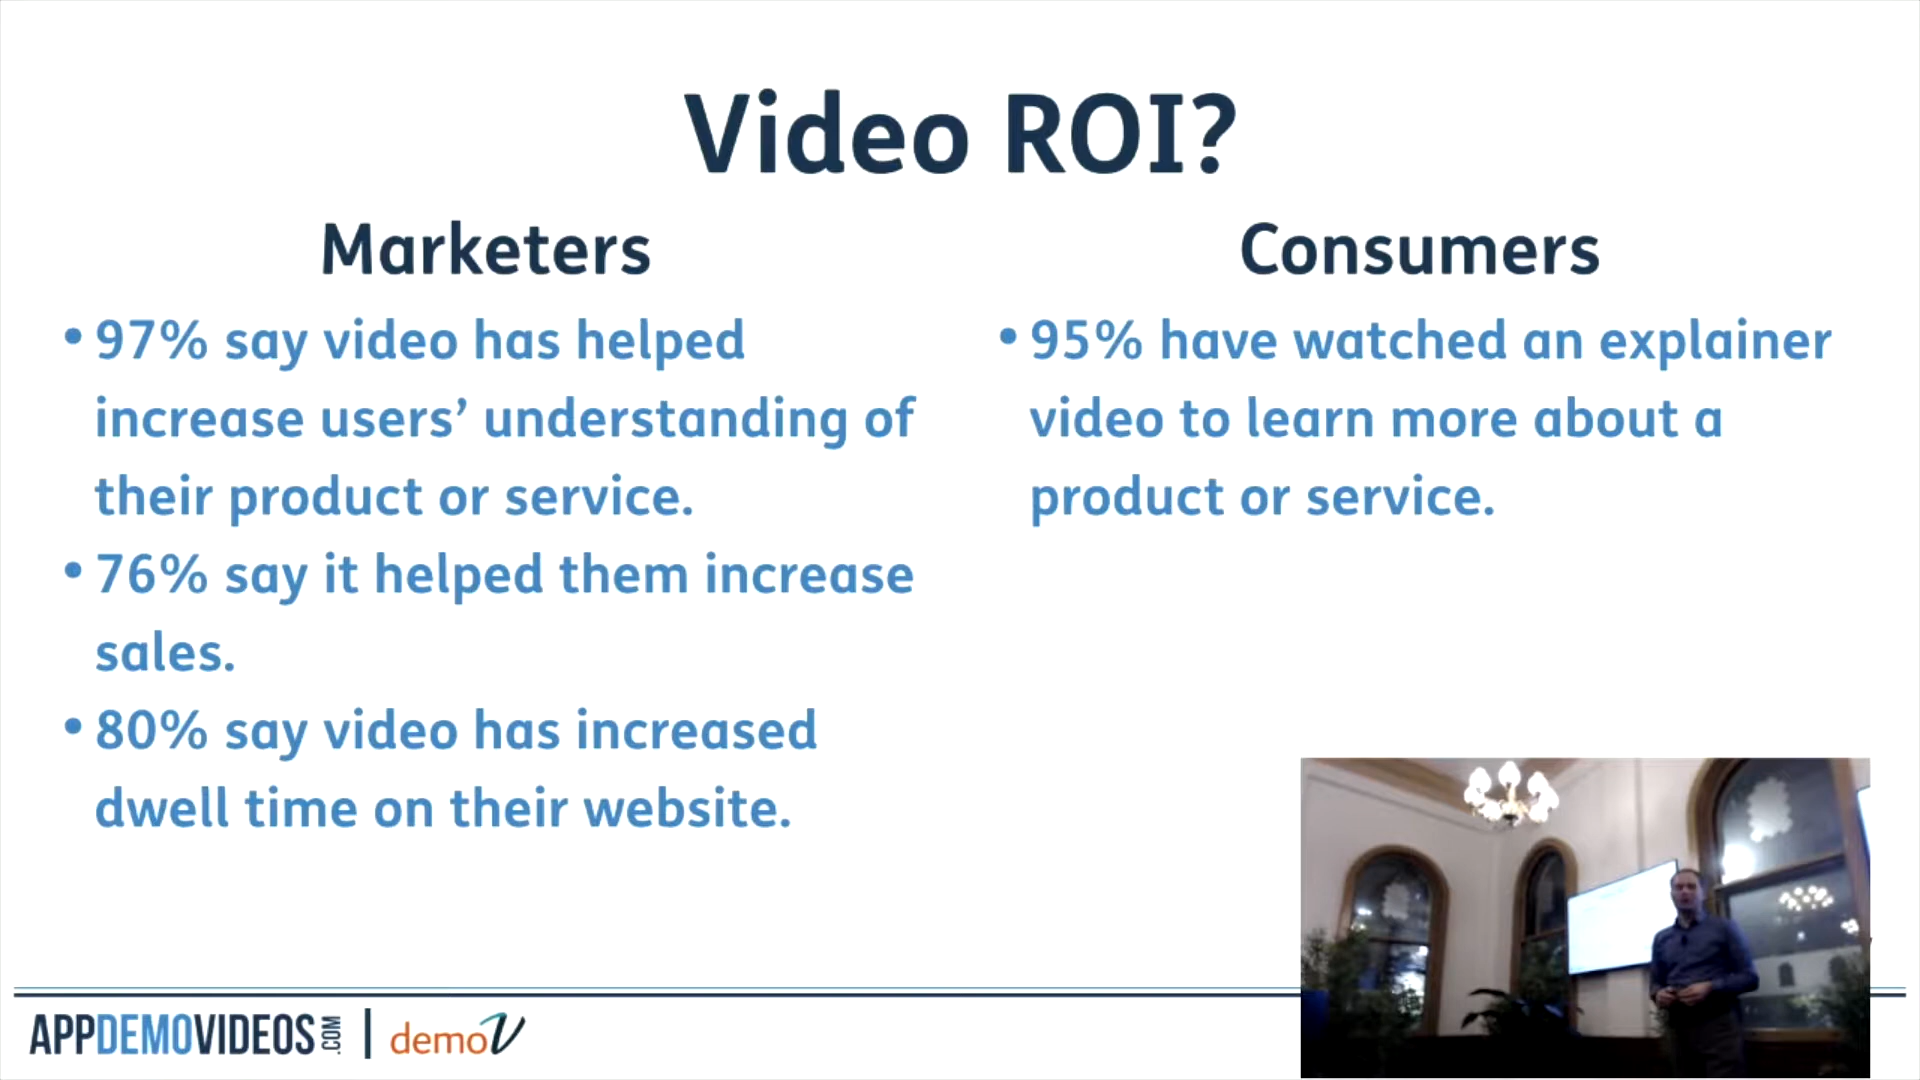 Video ROI?
Marketers
• 97% say video has helped
increase users’ understanding of
their product or service.
• 76% say it helped them increase
sales.
• 80% say video has increased
dwell time on their website.
Consumers
• 95% have watched an explainer
video to learn more about a
product or service.
APPDEMOVIDEOS.COM | demoV